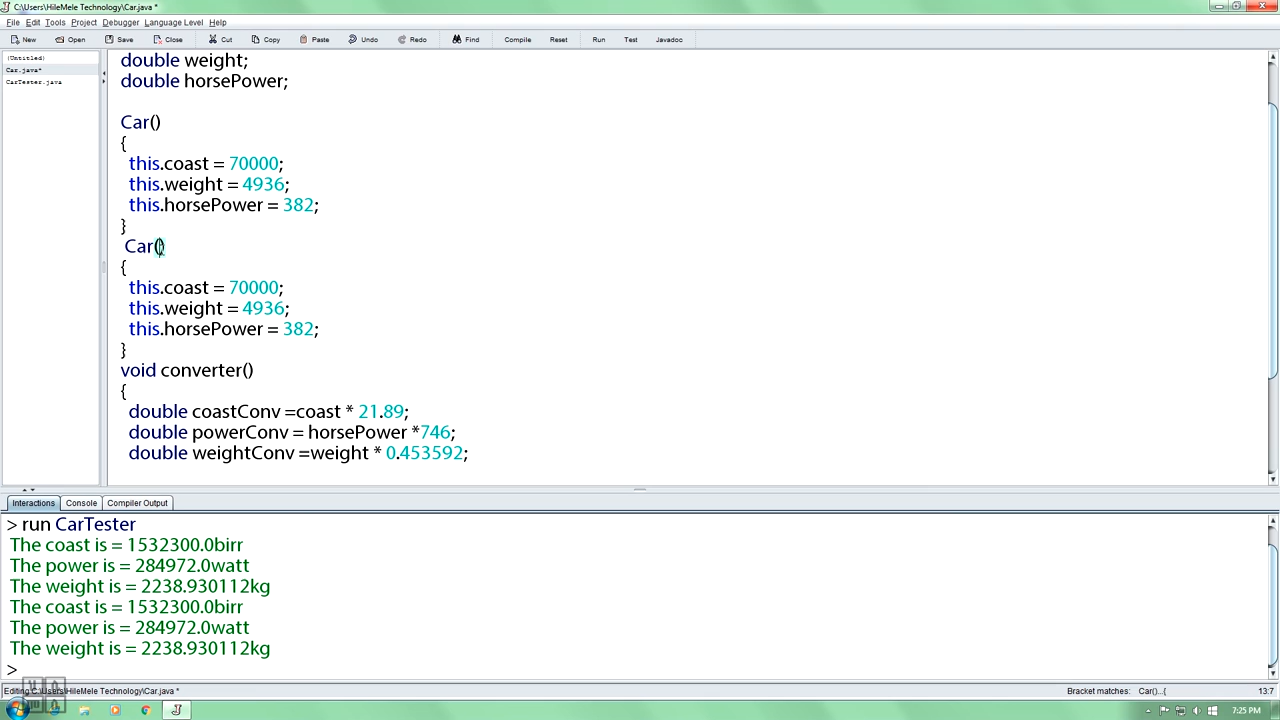 C:\Users\HileMele Technology\Car.java *
File Edit Tools Project Debugger Language Level Help
New Open Save Close Cut Copy Paste Undo Redo Find Compile Reset Run Test Javadoc
(Untitled)
Car.java*
CarTester.java
double weight;
double horsePower;
Car()
{
this.coast = 70000;
this.weight = 4936;
this.horsePower = 382;
}
Car()
{
this.coast = 70000;
this.weight = 4936;
this.horsePower = 382;
}
void converter()
{
double coastConv =coast * 21.89;
double powerConv = horsePower *746;
double weightConv =weight * 0.453592;
Interactions Console Compiler Output
> run CarTester
The coast is = 1532300.0birr
The power is = 284972.0watt
The weight is = 2238.930112kg
The coast is = 1532300.0birr
The power is = 284972.0watt
The weight is = 2238.930112kg
>
Editing C:\Users\HileMele Technology\Car.java * Bracket matches: Car()...{ 13:7
7:25 PM